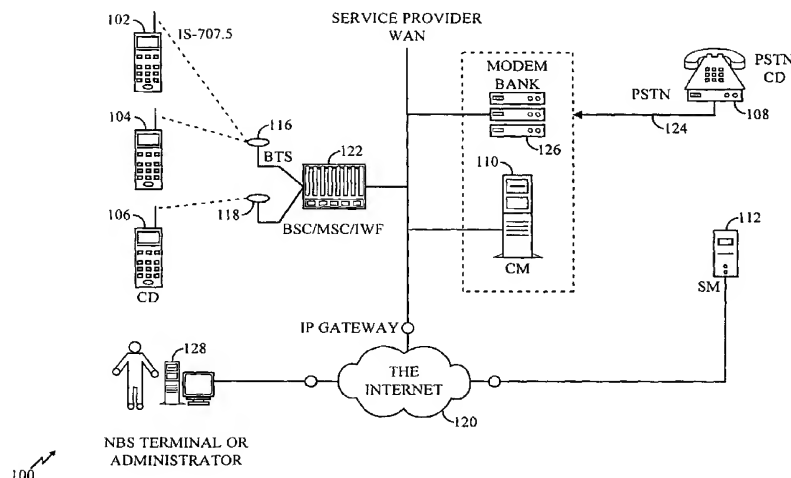 102
IS-707.5
SERVICE PROVIDER
WAN
MODEM
BANK
PSTN
CD
PSTN
104
116
BTS
122
126
124
108
110
106
118
BSC/MSC/IWF
112
CD
CM
SM
IP GATEWAY
128
THE
INTERNET
120
NBS TERMINAL OR
ADMINISTRATOR
100